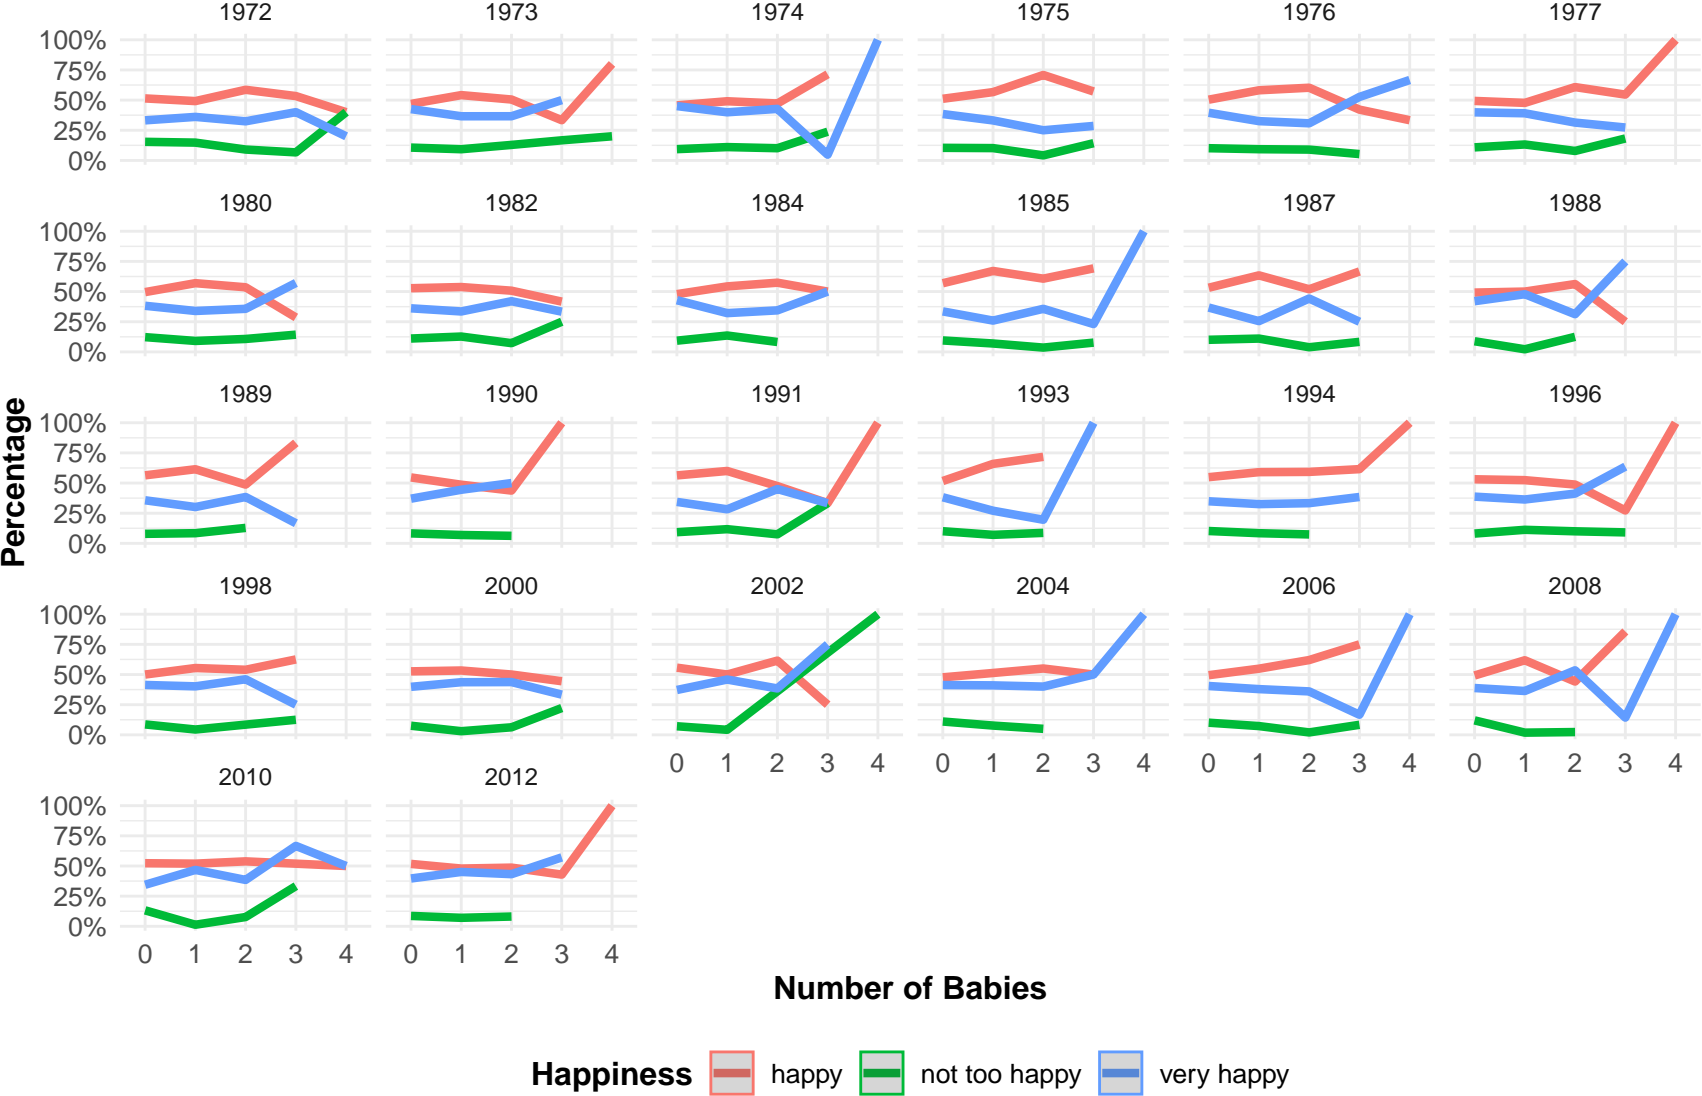 1972 1973 1974 1975 1976 1977
100%
75%
50%
25%
0%
1980 1982 1984 1985 1987 1988
100%
75%
50%
25%
0%
1989 1990 1991 1993 1994 1996
100%
75%
50%
25%
0%
Percentage
1998 2000 2002 2004 2006 2008
100%
75%
50%
25%
0%
0 1 2 3 4 0 1 2 3 4 0 1 2 3 4 0 1 2 3 4
2010 2012
100%
75%
50%
25%
0%
0 1 2 3 4 0 1 2 3 4
Number of Babies
Happiness happy not too happy very happy